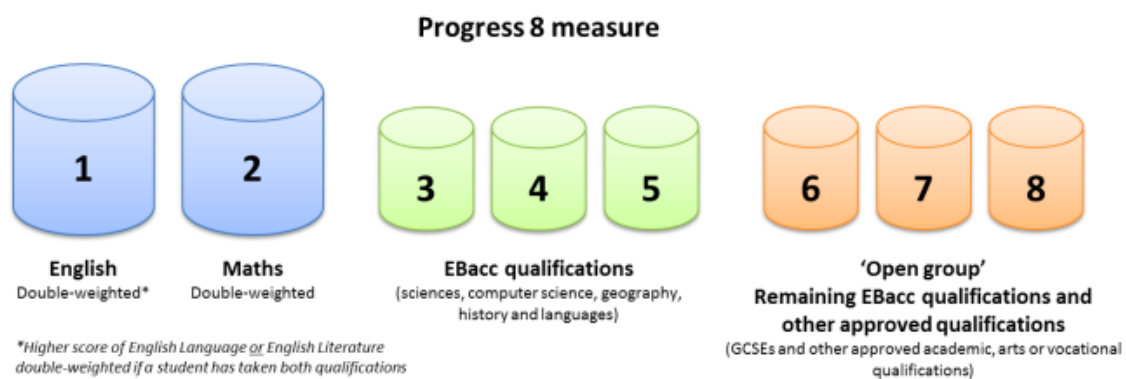 Progress 8 measure
1
2
3
4
5
6
7
8
English
Double-weighted*
Maths
Double-weighted
EBacc qualifications
(sciences, computer science, geography,
history and languages)
'Open group'
Remaining EBacc qualifications and
other approved qualifications
(GCSEs and other approved academic, arts or vocational
qualifications)
*Higher score of English Language or English Literature
double-weighted if a student has taken both qualifications